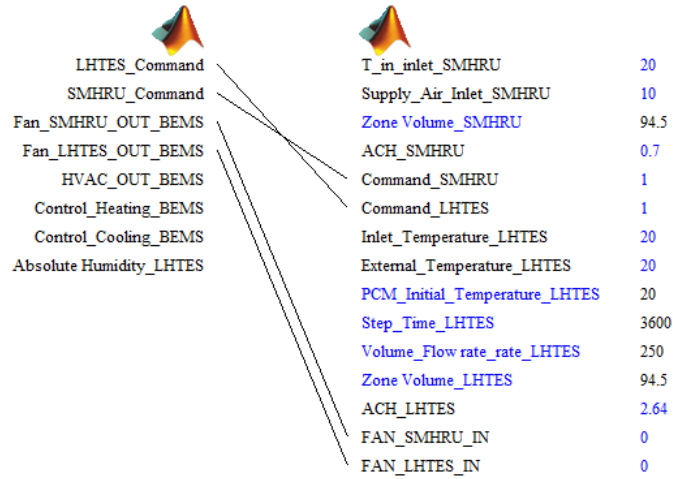 LHTES_Command
SMHRU_Command
Fan_SMHRU_OUT_BEMS
Fan_LHTES_OUT_BEMS
HVAC_OUT_BEMS
Control_Heating_BEMS
Control_Cooling_BEMS
Absolute Humidity_LHTES
T_in_inlet_SMHRU 20
Supply_Air_Inlet_SMHRU 10
Zone Volume_SMHRU 94.5
ACH_SMHRU 0.7
Command_SMHRU 1
Command_LHTES 1
Inlet_Temperature_LHTES 20
External_Temperature_LHTES 20
PCM_Initial_Temperature_LHTES 20
Step_Time_LHTES 3600
Volume_Flow rate_rate_LHTES 250
Zone Volume_LHTES 94.5
ACH_LHTES 2.64
FAN_SMHRU_IN 0
FAN_LHTES_IN 0